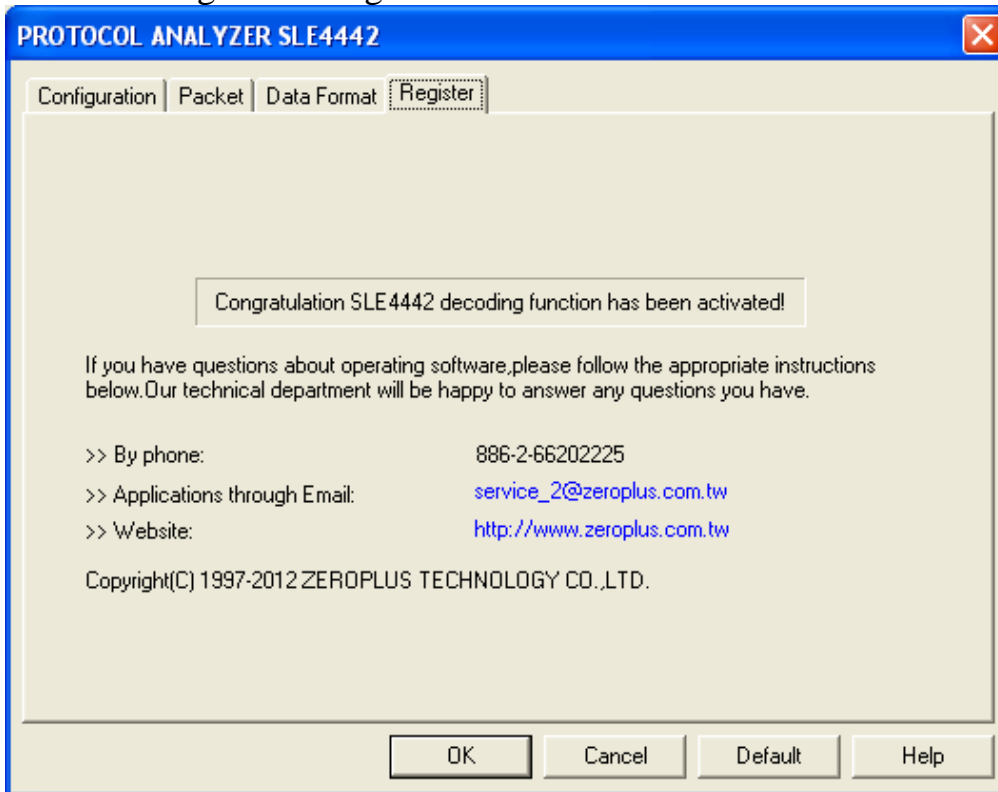 PROTOCOL ANALYZER SLE4442
Configuration Packet Data Format Register
Congratulation SLE4442 decoding function has been activated!
If you have questions about operating software,please follow the appropriate instructions
below.Our technical department will be happy to answer any questions you have.
>> By phone: 886-2-66202225
>> Applications through Email: service_2@zeroplus.com.tw
>> Website: http://www.zeroplus.com.tw
Copyright(C) 1997-2012 ZEROPLUS TECHNOLOGY CO.,LTD.
OK Cancel Default Help